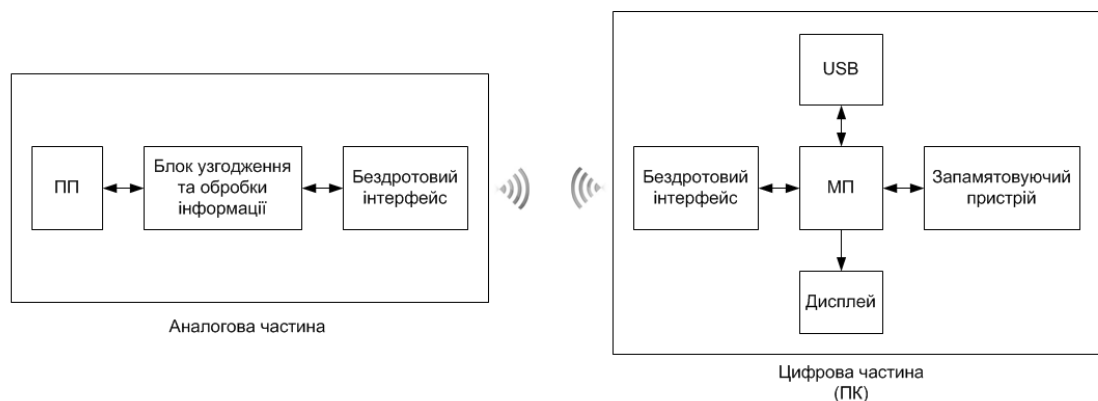 ПП
Блок узгодження
та обробки
інформації
Бездротовий
інтерфейс
Аналогова частина
USB
Бездротовий
інтерфейс
МП
Запамятовуючий
пристрій
Дисплей
Цифрова частина
(ПК)